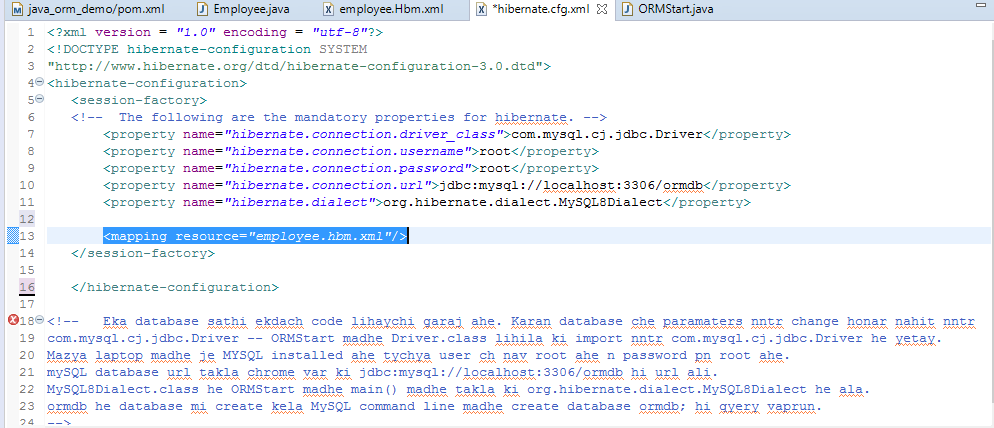 java_orm_demo/pom.xml Employee.java employee.Hbm.xml *hibernate.cfg.xml ORMStart.java
1 <?xml version = "1.0" encoding = "utf-8"?>
2 <!DOCTYPE hibernate-configuration SYSTEM
3 "http://www.hibernate.org/dtd/hibernate-configuration-3.0.dtd">
4 <hibernate-configuration>
5 <session-factory>
6 <!--  The following are the mandatory properties for hibernate. -->
7 <property name="hibernate.connection.driver_class">com.mysql.cj.jdbc.Driver</property>
8 <property name="hibernate.connection.username">root</property>
9 <property name="hibernate.connection.password">root</property>
10 <property name="hibernate.connection.url">jdbc:mysql://localhost:3306/ormdb</property>
11 <property name="hibernate.dialect">org.hibernate.dialect.MySQL8Dialect</property>
12
13 <mapping resource="employee.hbm.xml"/>
14 </session-factory>
15
16 </hibernate-configuration>
17
18 <!--   Eka database sathi ekdach code lihaychi garaj ahe. Karan database che paramaters nntr change honar nahit nntr
19 com.mysql.cj.jdbc.Driver -- ORMStart madhe Driver.class lihila ki import nntr com.mysql.cj.jdbc.Driver he yetay.
20 Mazya laptop madhe je MYSQL installed ahe tychya user ch nav root ahe n password pn root ahe.
21 mySQL database url takla chrome var ki jdbc:mysql://localhost:3306/ormdb hi url ali.
22 MySQL8Dialect.class he ORMStart madhe main() madhe takla ki org.hibernate.dialect.MySQL8Dialect he ala.
23 ormdb he database mi create kela MySQL command line madhe create database ormdb; hi qyery vaprun.
24 -->